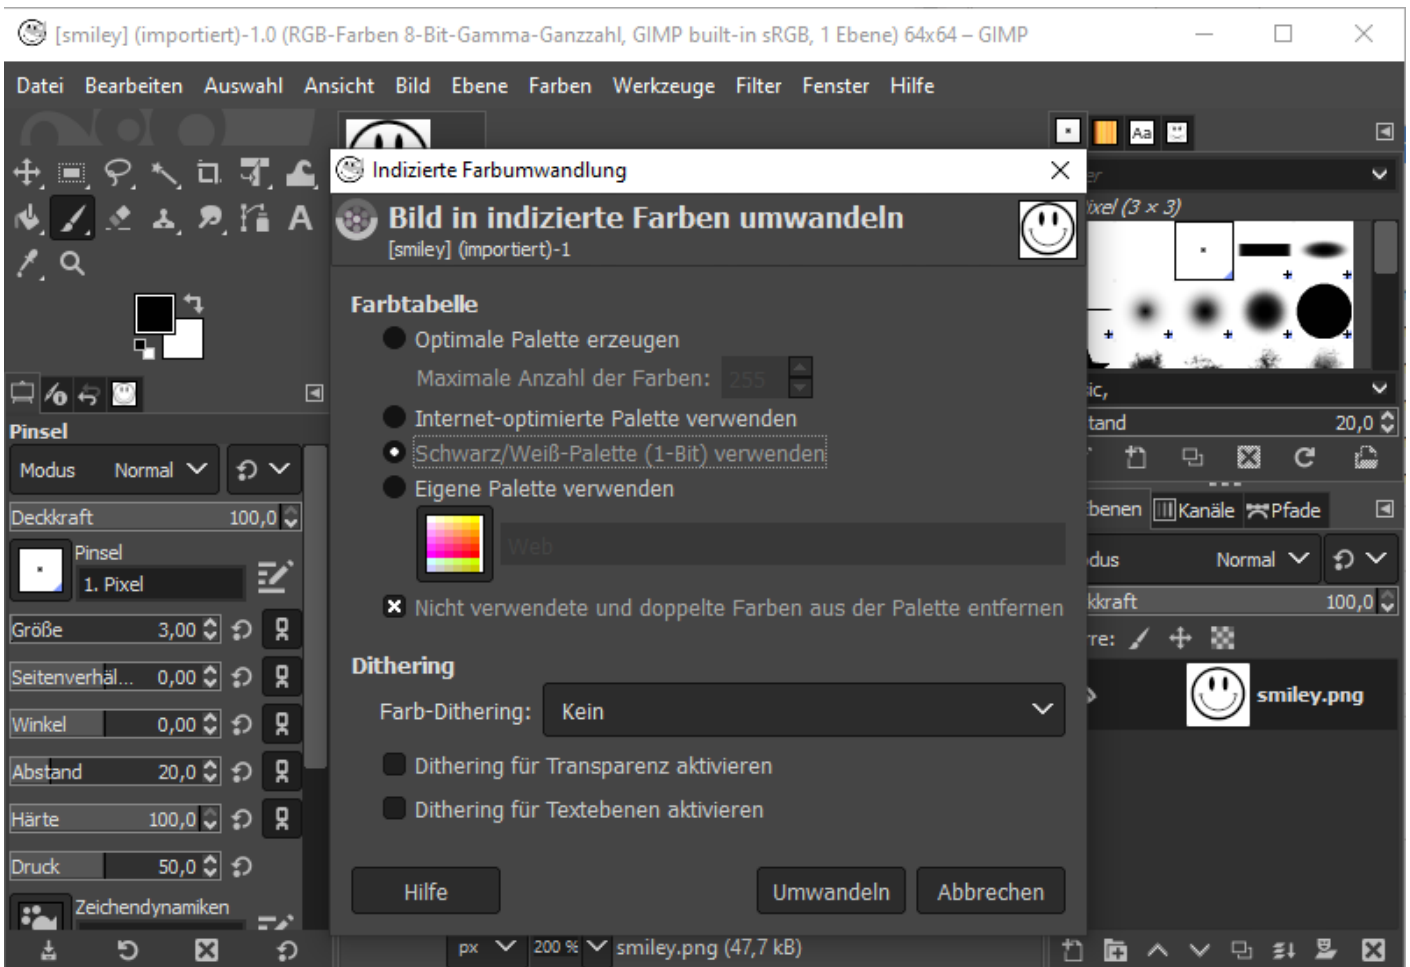 [smiley] (importiert)-1.0 (RGB-Farben 8-Bit-Gamma-Ganzzahl, GIMP built-in sRGB, 1 Ebene) 64x64 – GIMP
Datei Bearbeiten Auswahl Ansicht Bild Ebene Farben Werkzeuge Filter Fenster Hilfe
Indizierte Farbumwandlung
Bild in indizierte Farben umwandeln
[smiley] (importiert)-1
Farbtabelle
Optimale Palette erzeugen
Maximale Anzahl der Farben: 255
Internet-optimierte Palette verwenden
Schwarz/Weiß-Palette (1-Bit) verwenden
Eigene Palette verwenden
Web
Nicht verwendete und doppelte Farben aus der Palette entfernen
Dithering
Farb-Dithering: Kein
Dithering für Transparenz aktivieren
Dithering für Textebenen aktivieren
Hilfe Umwandeln Abbrechen
A
Pinsel
Modus Normal
Deckkraft 100,0
Pinsel
1. Pixel
Größe 3,00
Seitenverhäl... 0,00
Winkel 0,00
Abstand 20,0
Härte 100,0
Druck 50,0
Zeichendynamiken
px 200 % smiley.png (47,7 kB)
Aa
er
ixel (3 × 3)
ic,
tand 20,0
benen Kanäle Pfade
dus Normal
kkraft 100,0
re:
smiley.png